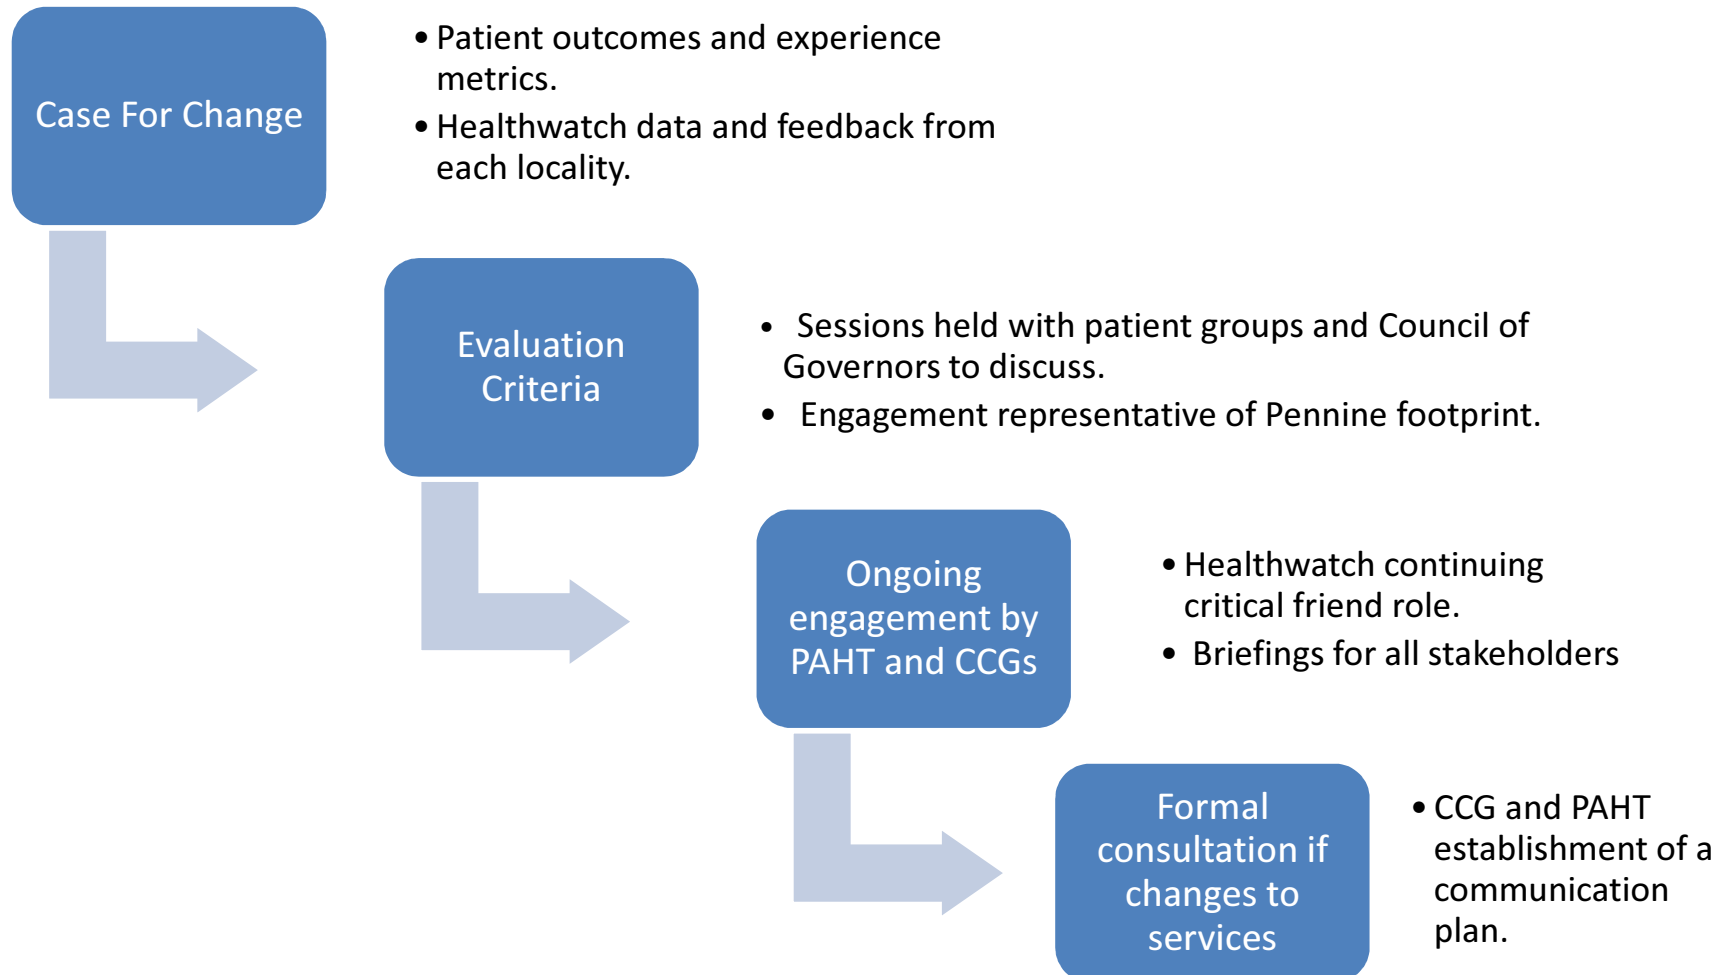 Case For Change
• Patient outcomes and experience
metrics.
• Healthwatch data and feedback from
each locality.
Evaluation
Criteria
• Sessions held with patient groups and Council of
Governors to discuss.
• Engagement representative of Pennine footprint.
Ongoing
engagement by
PAHT and CCGs
• Healthwatch continuing
critical friend role.
• Briefings for all stakeholders
Formal
consultation if
changes to
services
• CCG and PAHT
establishment of a
communication
plan.